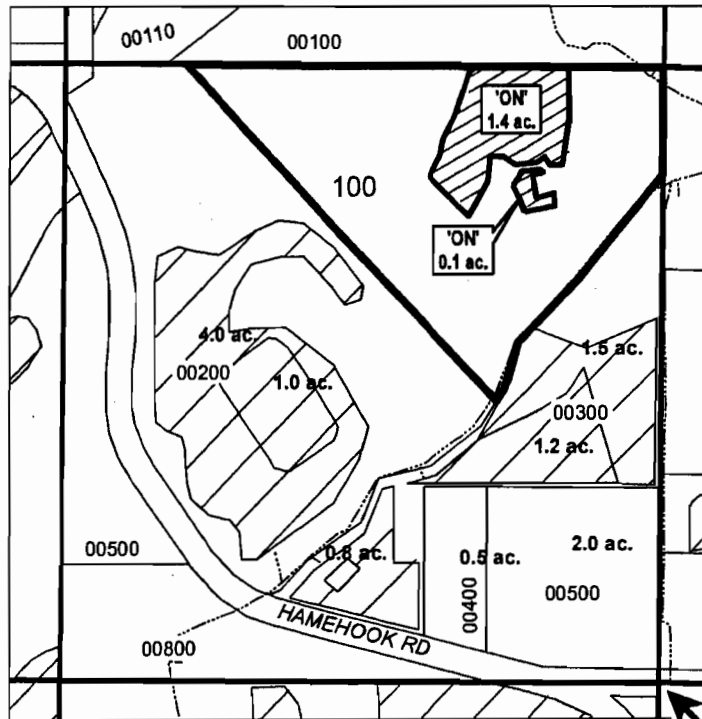 00110
00100
'ON'
1.4 ac.
100
'ON'
0.1 ac.
4.0 ac.
00200
1.0 ac.
1.5 ac.
00300
1.2 ac.
00500
0.8 ac.
0.5 ac.
2.0 ac.
00400
00500
HAMEHOOK RD
00800